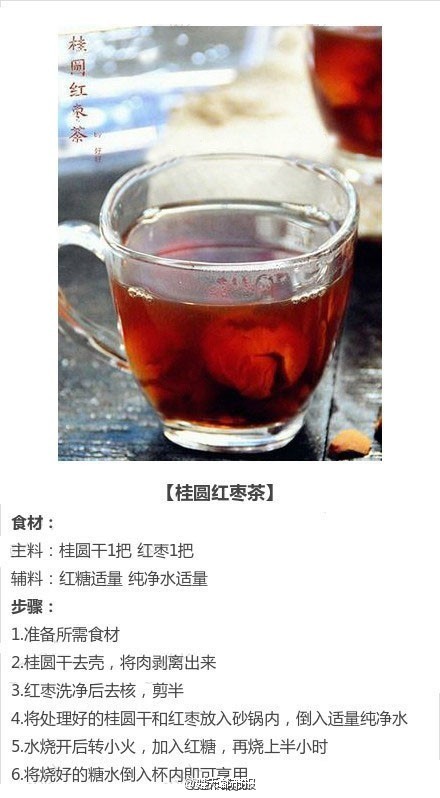 桂圆红枣茶
【桂圆红枣茶】
食材：
主料：桂圆干1把 红枣1把
辅料：红糖适量 纯净水适量
步骤：
1.准备所需食材
2.桂圆干去壳，将肉剥离出来
3.红枣洗净后去核，剪半
4.将处理好的桂圆干和红枣放入砂锅内，倒入适量纯净水
5.水烧开后转小火，加入红糖，再烧上半小时
6.将烧好的糖水倒入杯内即可享用